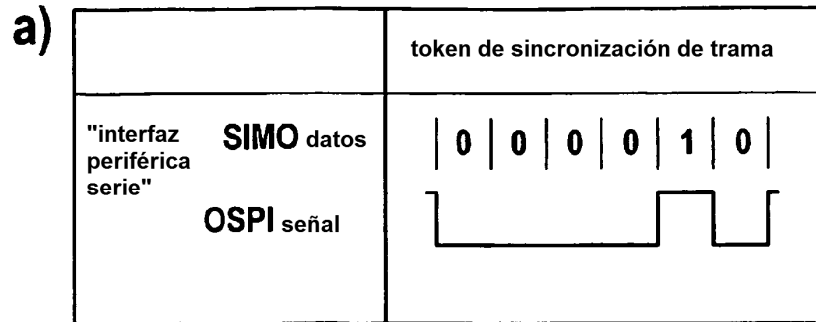 a)
token de sincronización de trama
"interfaz periférica serie"
SIMO datos
| 0 | 0 | 0 | 0 | 1 | 0 |
OSPI señal